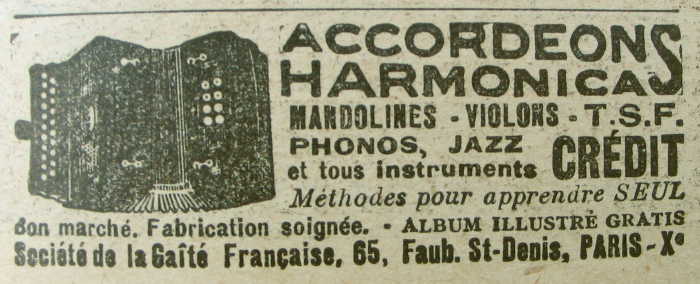 ACCORDEONS
HARMONICAS
MANDOLINES - VIOLONS - T.S.F.
PHONOS, JAZZ
et tous instruments CRÉDIT
Méthodes pour apprendre SEUL
Bon marché. Fabrication soignée. - ALBUM ILLUSTRÉ GRATIS
Société de la Gaîté Française, 65, Faub. St-Denis, PARIS-Xe